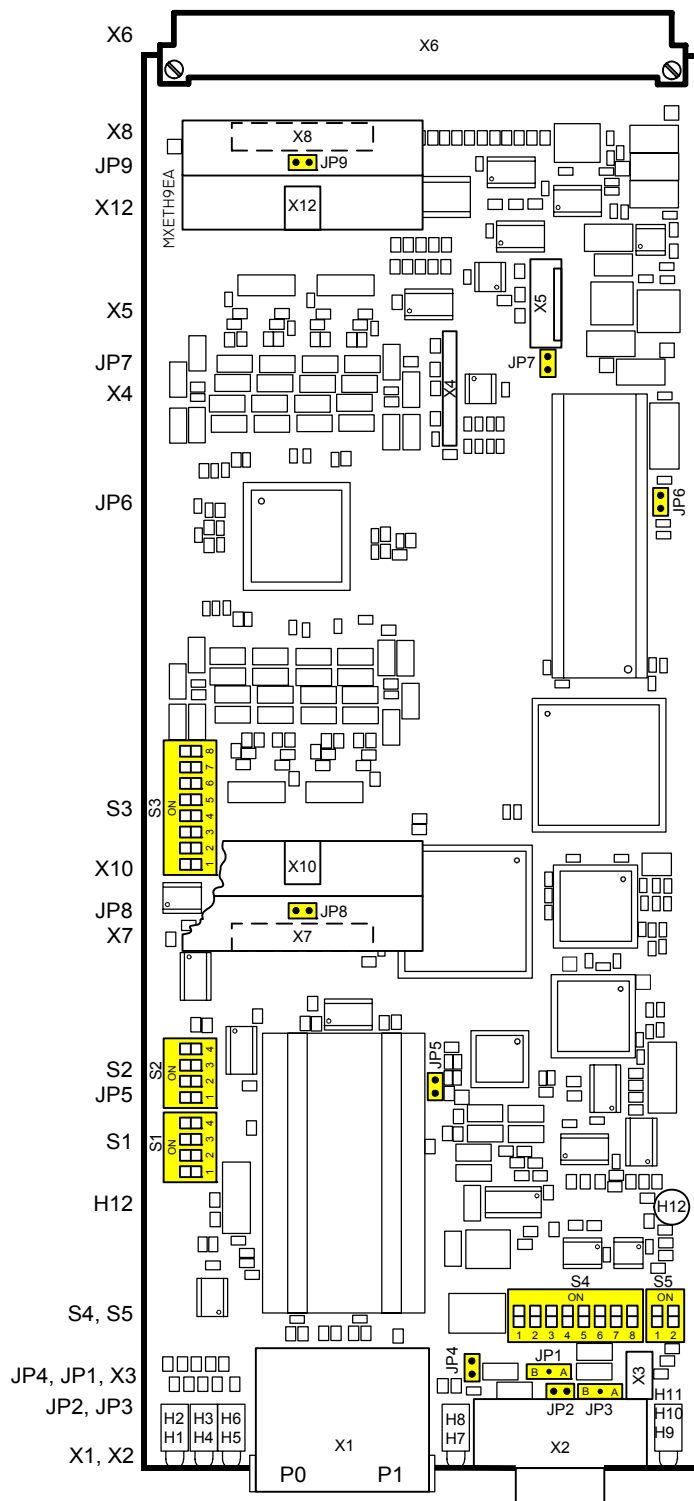 X6
X6
X8
X8
JP9
JP9
X12
X12
MXETH9EA
X5
X5
JP7
JP7
X4
X4
JP6
JP6
S3
S3
ON
8
7
6
5
4
3
2
1
X10
X10
JP8
JP8
X7
X7
S2
S2
ON
4
3
2
1
JP5
JP5
S1
S1
ON
4
3
2
1
H12
H12
S4 S5
ON ON
S4, S5
1 2 3 4 5 6 7 8 1 2
JP4, JP1, X3
JP4
JP1
B A
X3
JP2, JP3
B A
JP2 JP3
H11
H2 H3 H6 H8 H10
H1 H4 H5 H7 H9
X1, X2
X1
X2
P0 P1